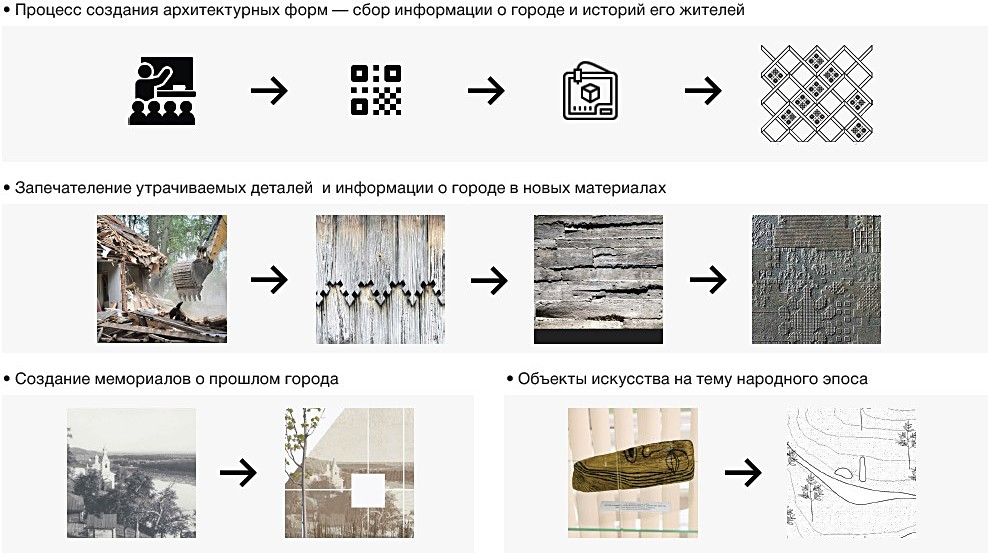 • Процесс создания архитектурных форм — сбор информации о городе и историй его жителей
• Запечателение утрачиваемых деталей  и информации о городе в новых материалах
• Создание мемориалов о прошлом города
• Объекты искусства на тему народного эпоса